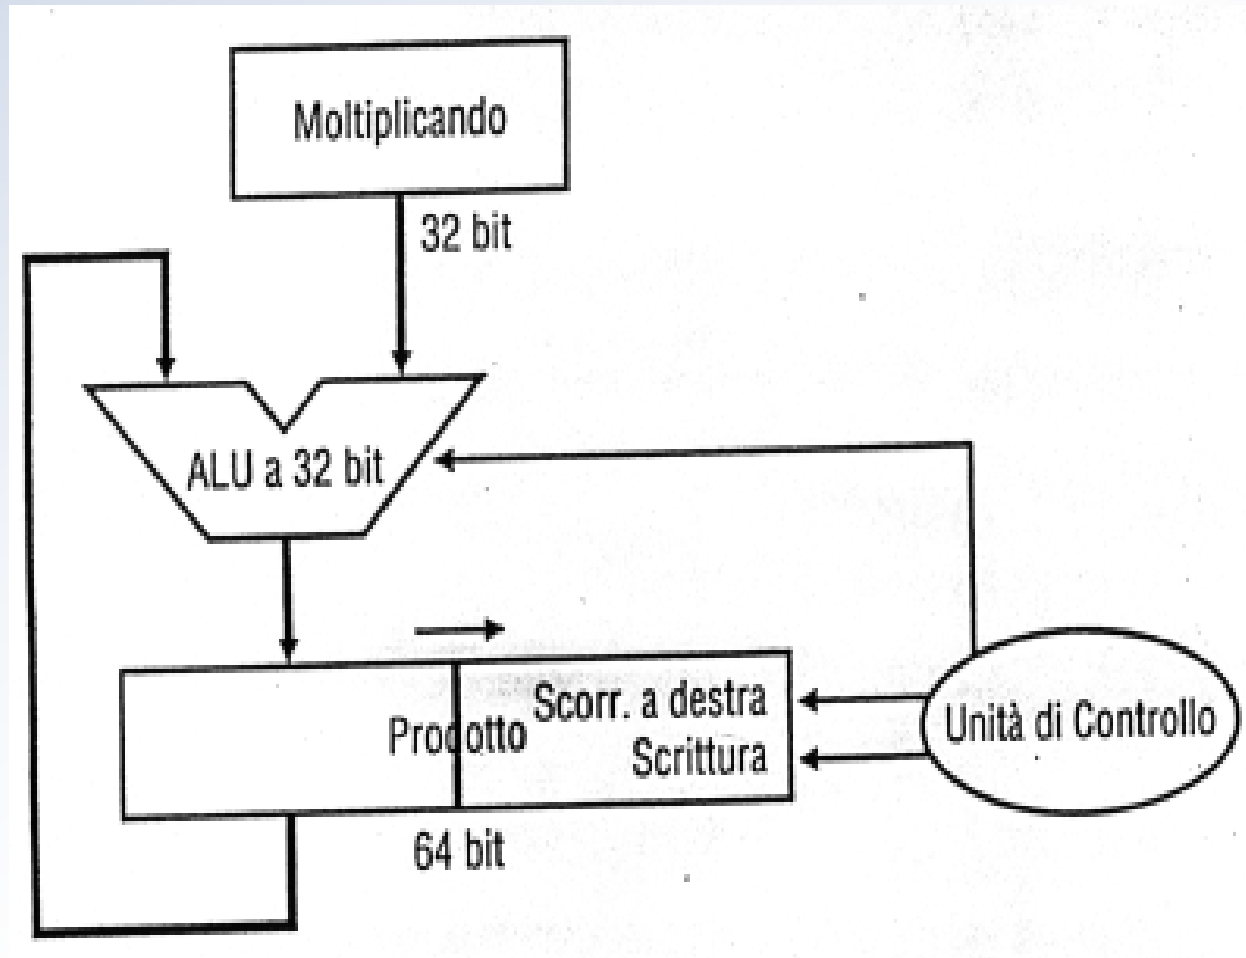 Moltiplicando
32 bit
ALU a 32 bit
Prodotto
Scorr. a destra
Scrittura
Unità di Controllo
64 bit